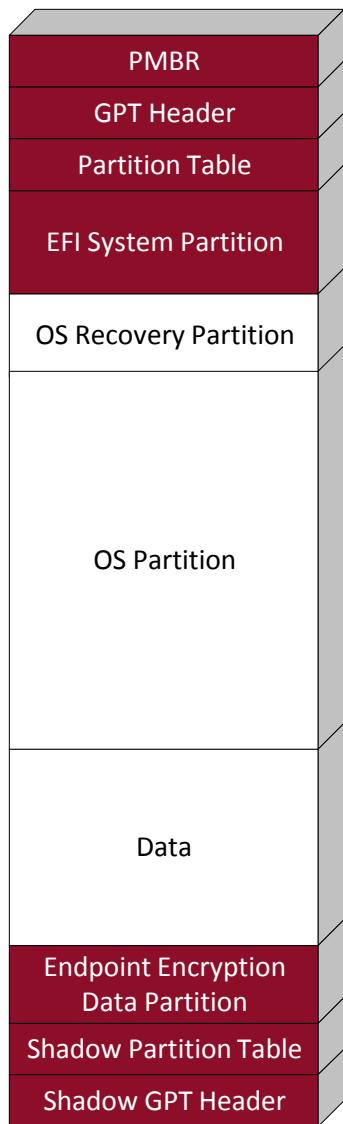 PMBR
GPT Header
Partition Table
EFI System Partition
OS Recovery Partition
OS Partition
Data
Endpoint Encryption
Data Partition
Shadow Partition Table
Shadow GPT Header